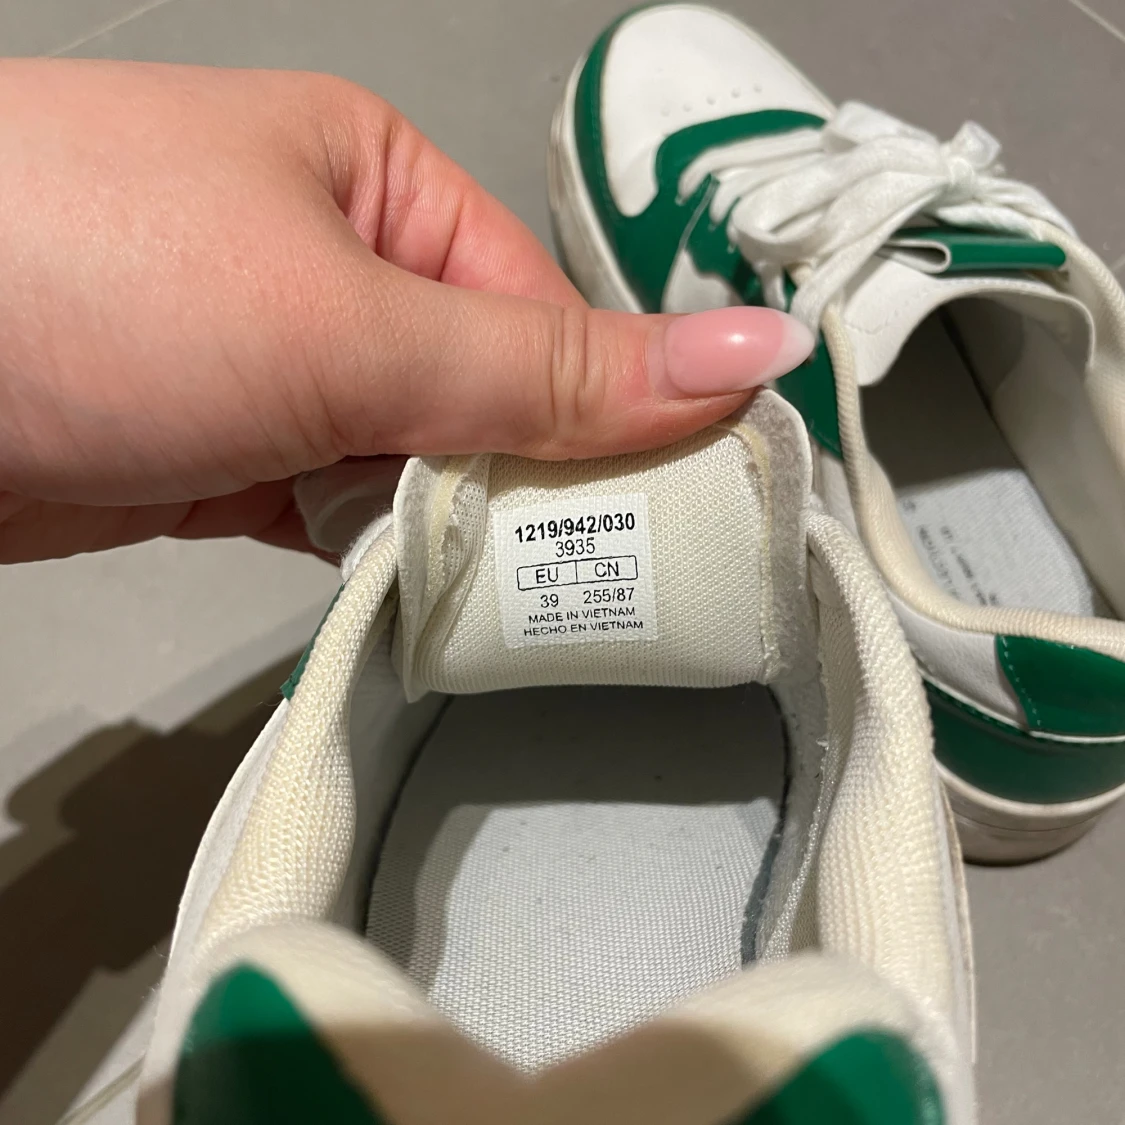 1219/942/030
3935
EU CN
39 255/87
MADE IN VIETNAM
HECHO EN VIETNAM